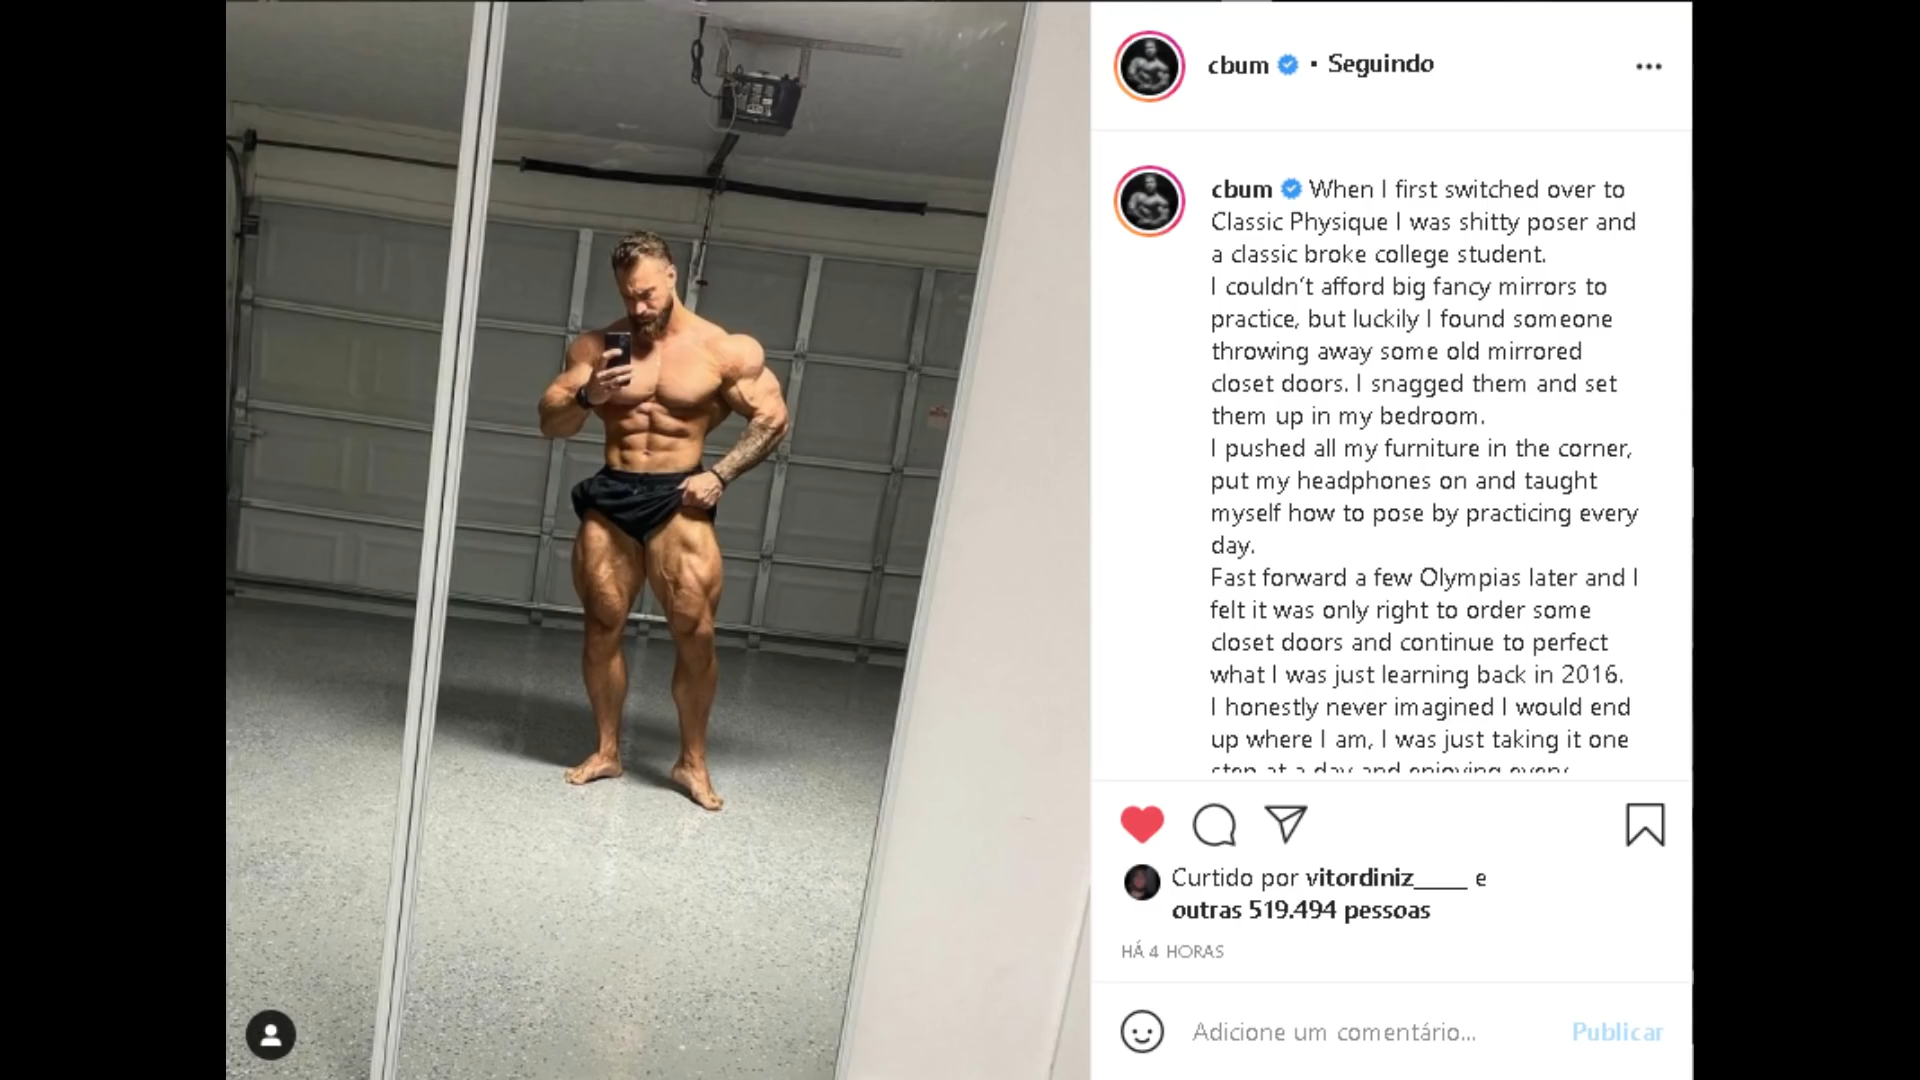 cbum • Seguindo
cbum When I first switched over to
Classic Physique I was shitty poser and
a classic broke college student.
I couldn't afford big fancy mirrors to
practice, but luckily I found someone
throwing away some old mirrored
closet doors. I snagged them and set
them up in my bedroom.
I pushed all my furniture in the corner,
put my headphones on and taught
myself how to pose by practicing every
day.
Fast forward a few Olympias later and I
felt it was only right to order some
closet doors and continue to perfect
what I was just learning back in 2016.
I honestly never imagined I would end
up where I am, I was just taking it one
step at a day and enjoying every
Curtido por vitordiniz____ e
outras 519.494 pessoas
HÁ 4 HORAS
Adicione um comentário... Publicar